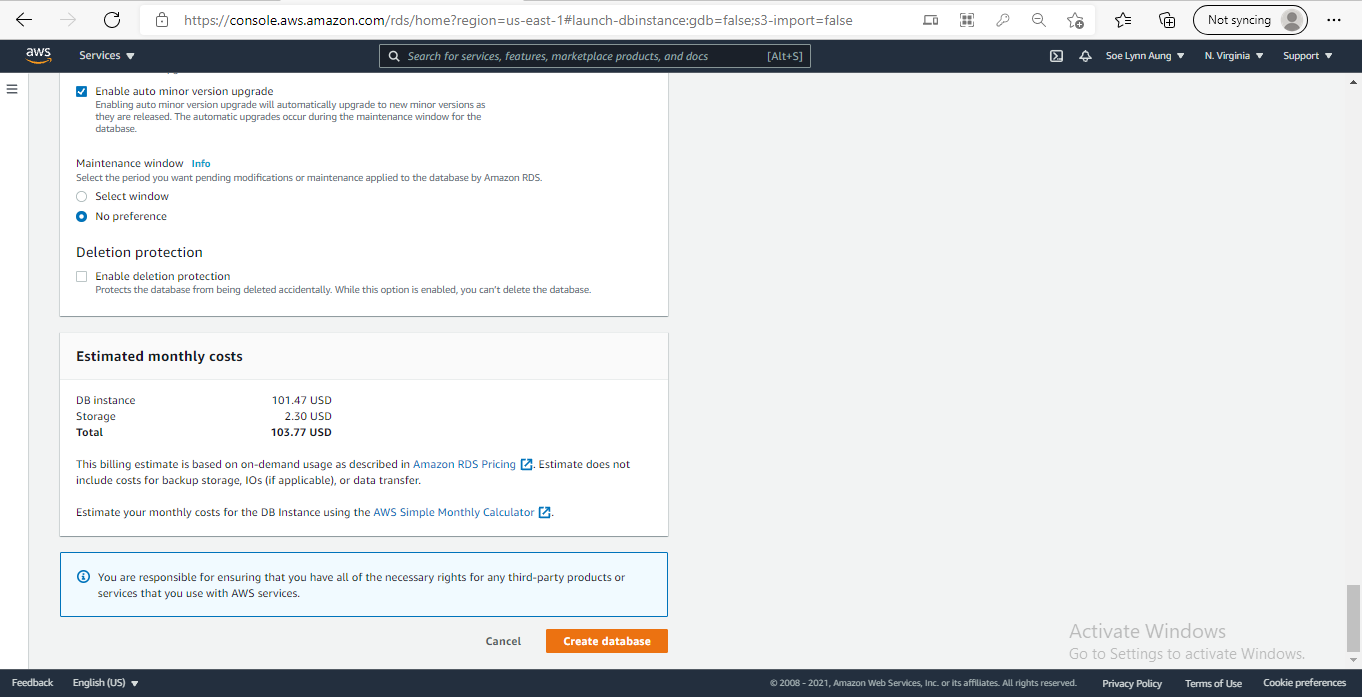 https://console.aws.amazon.com/rds/home?region=us-east-1#launch-dbinstance:gdb=false;s3-import=false
Not syncing
aws
Services
Search for services, features, marketplace products, and docs
[Alt+S]
Soe Lynn Aung
N. Virginia
Support
Enable auto minor version upgrade
Enabling auto minor version upgrade will automatically upgrade to new minor versions as
they are released. The automatic upgrades occur during the maintenance window for the
database.
Maintenance window Info
Select the period you want pending modifications or maintenance applied to the database by Amazon RDS.
Select window
No preference
Deletion protection
Enable deletion protection
Protects the database from being deleted accidentally. While this option is enabled, you can't delete the database.
Estimated monthly costs
DB instance 101.47 USD
Storage 2.30 USD
Total 103.77 USD
This billing estimate is based on on-demand usage as described in Amazon RDS Pricing . Estimate does not
include costs for backup storage, IOs (if applicable), or data transfer.
Estimate your monthly costs for the DB Instance using the AWS Simple Monthly Calculator .
You are responsible for ensuring that you have all of the necessary rights for any third-party products or
services that you use with AWS services.
Cancel
Create database
Activate Windows
Go to Settings to activate Windows.
Feedback
English (US)
© 2008 - 2021, Amazon Web Services, Inc. or its affiliates. All rights reserved.
Privacy Policy
Terms of Use
Cookie preferences